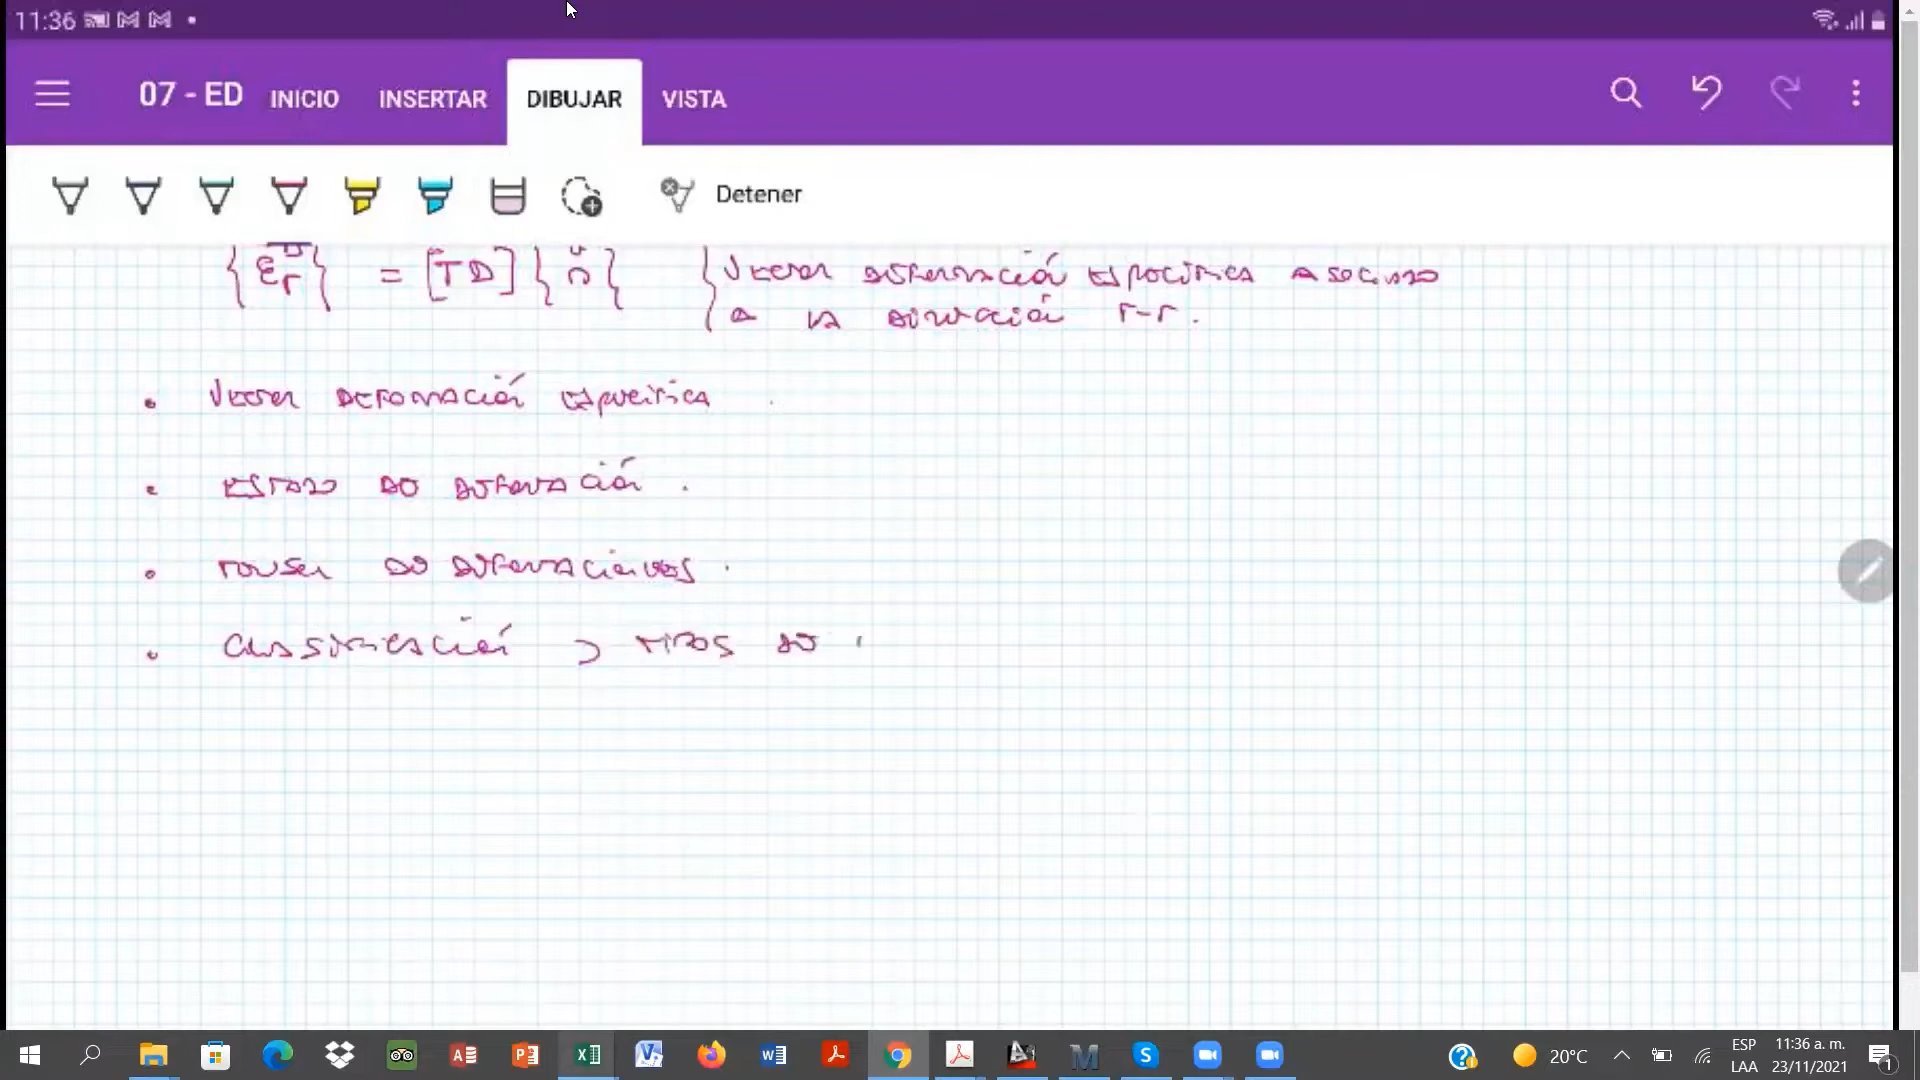 11:36
07 - ED INICIO INSERTAR DIBUJAR VISTA
Detener
{εr} = [TD] {n} { Vector deformación específica asociado
a la dirección r-r.
• Vector deformación específica
• Estado de deformación.
• Tensor de deformaciones.
• Clasificación y tipos de
20°C ESP 11:36 a. m.
LAA 23/11/2021 1